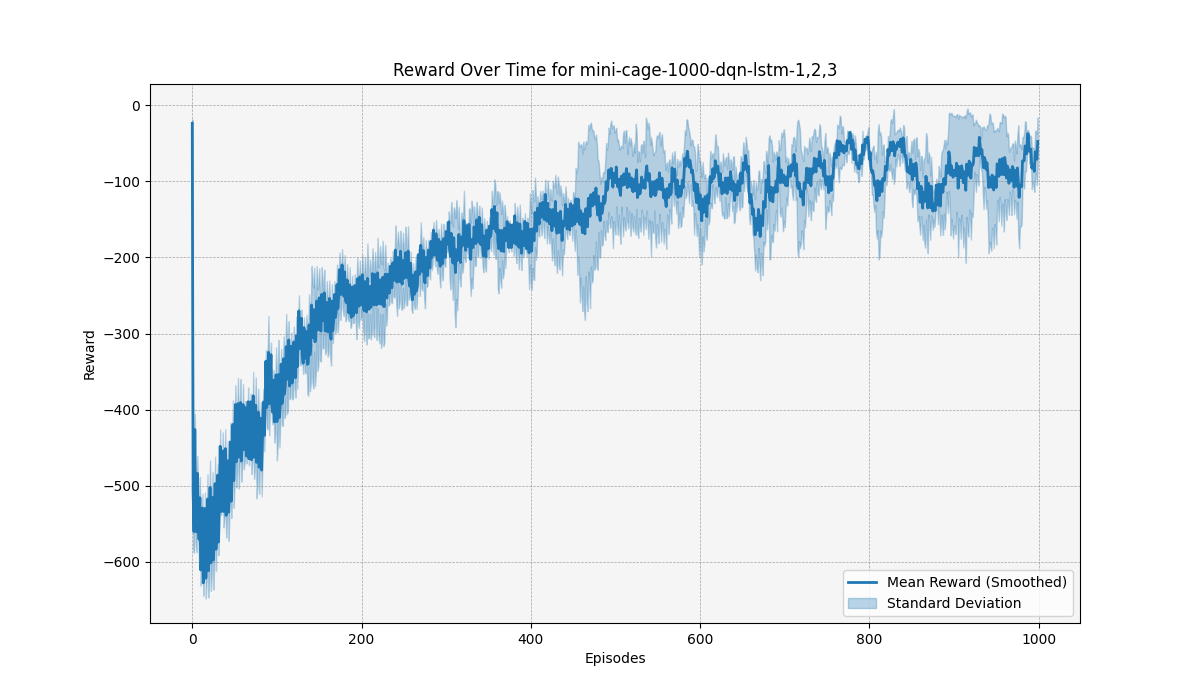 Reward Over Time for mini-cage-1000-dqn-lstm-1,2,3
0
−100
−200
−300
−400
−500
−600
Reward
0
200
400
600
800
1000
Episodes
Mean Reward (Smoothed)
Standard Deviation